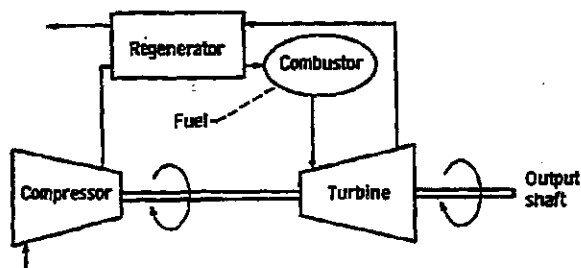 Regenerator
Combustor
Fuel
Compressor
Turbine
Output
shaft